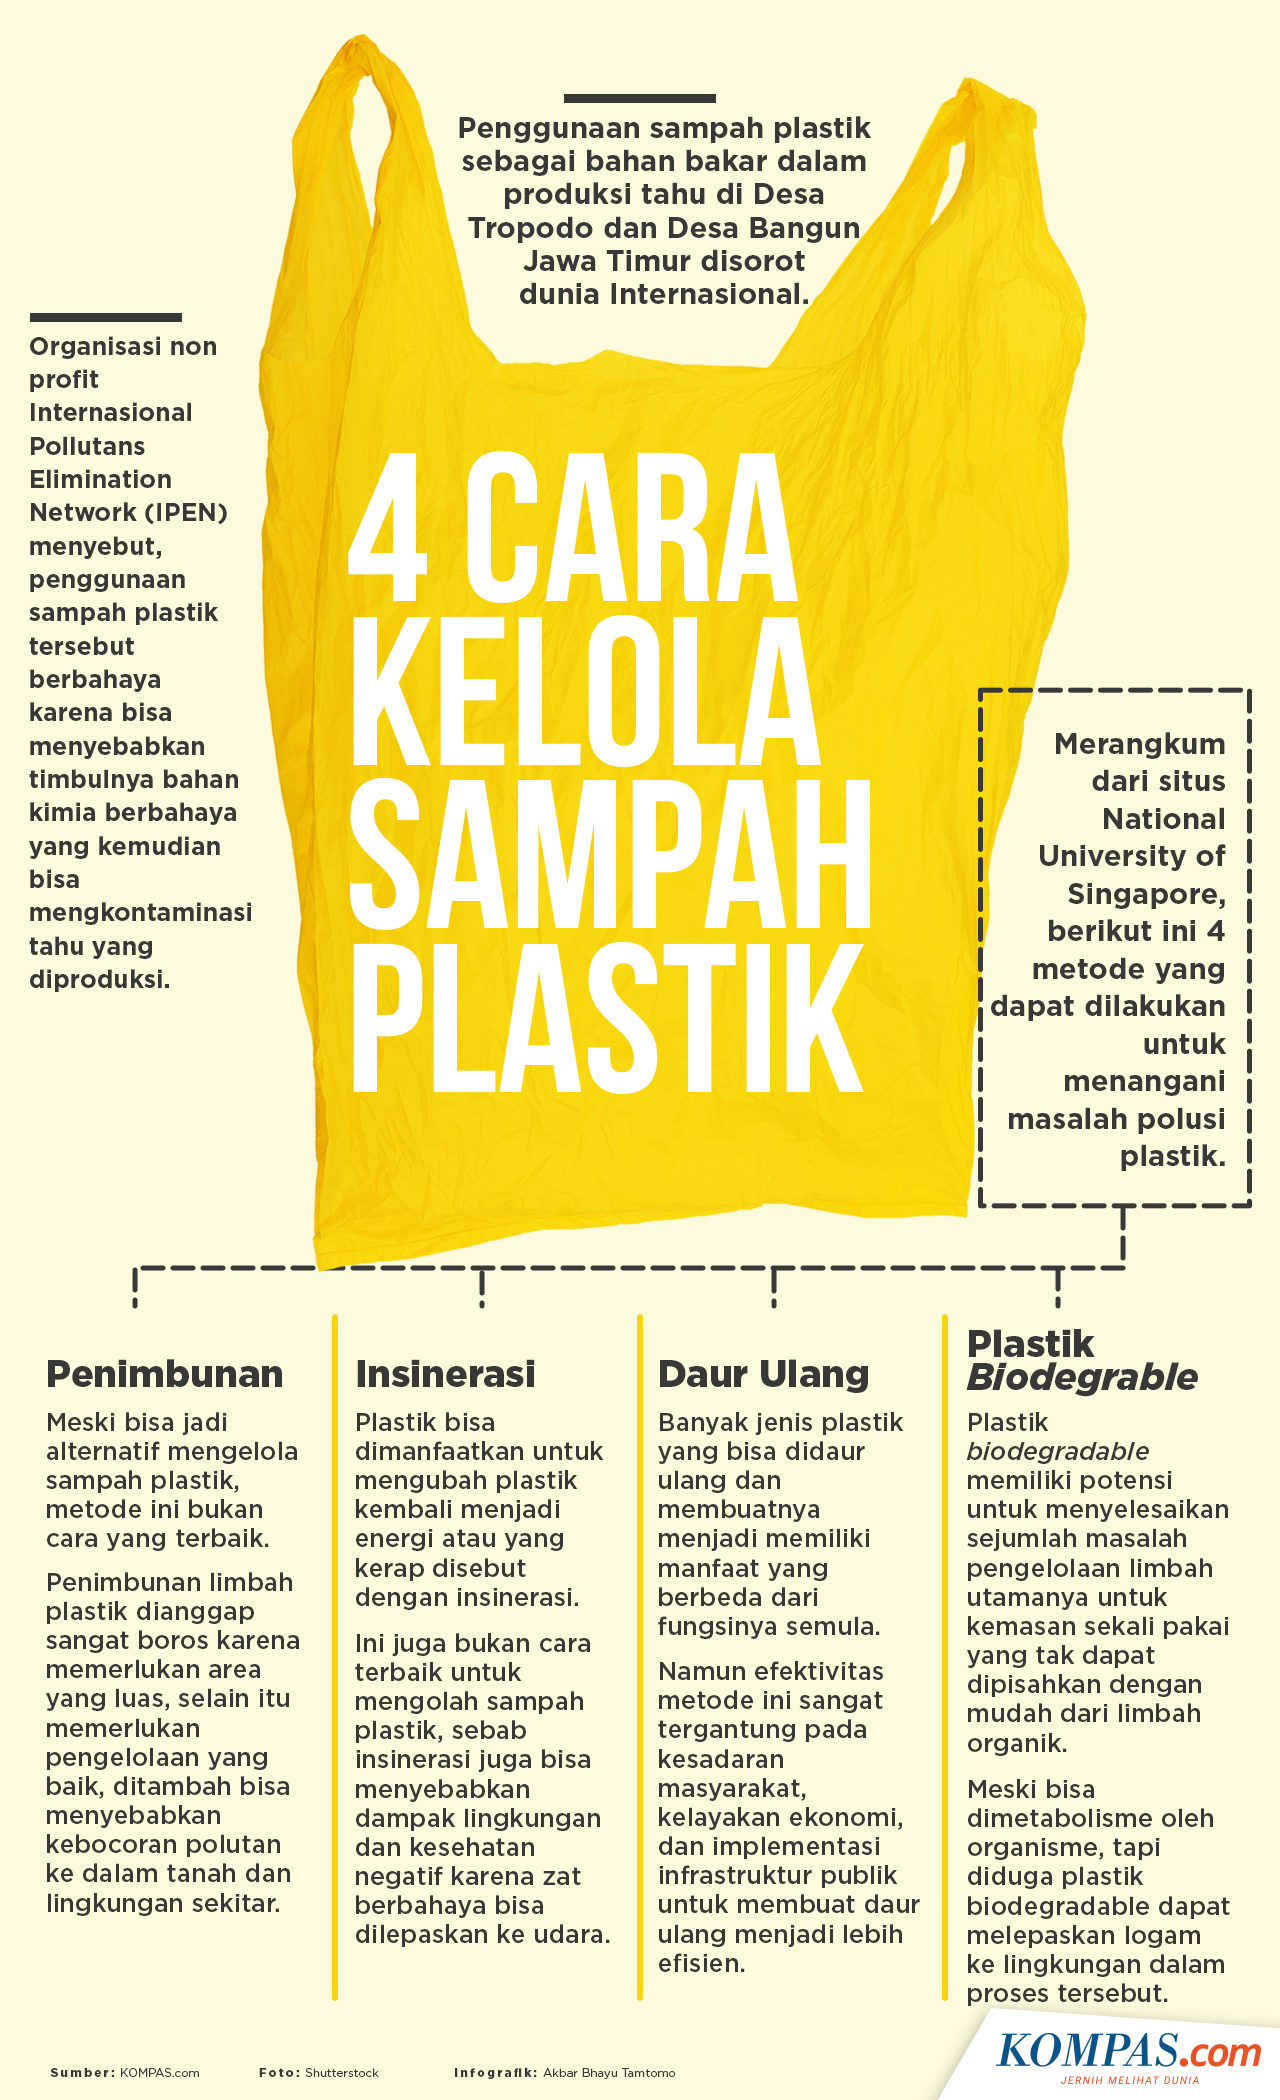 Penggunaan sampah plastik
sebagai bahan bakar dalam
produksi tahu di Desa
Tropodo dan Desa Bangun
Jawa Timur disorot
dunia Internasional.
Organisasi non
profit
Internasional
Pollutans
Elimination
Network (IPEN)
menyebut,
penggunaan
sampah plastik
tersebut
berbahaya
karena bisa
menyebabkan
timbulnya bahan
kimia berbahaya
yang kemudian
bisa
mengkontaminasi
tahu yang
diproduksi.
4 CARA
KELOLA
SAMPAH
PLASTIK
Merangkum
dari situs
National
University of
Singapore,
berikut ini 4
metode yang
dapat dilakukan
untuk
menangani
masalah polusi
plastik.
Penimbunan
Meski bisa jadi
alternatif mengelola
sampah plastik,
metode ini bukan
cara yang terbaik.
Penimbunan limbah
plastik dianggap
sangat boros karena
memerlukan area
yang luas, selain itu
memerlukan
pengelolaan yang
baik, ditambah bisa
menyebabkan
kebocoran polutan
ke dalam tanah dan
lingkungan sekitar.
Insinerasi
Plastik bisa
dimanfaatkan untuk
mengubah plastik
kembali menjadi
energi atau yang
kerap disebut
dengan insinerasi.
Ini juga bukan cara
terbaik untuk
mengolah sampah
plastik, sebab
insinerasi juga bisa
menyebabkan
dampak lingkungan
dan kesehatan
negatif karena zat
berbahaya bisa
dilepaskan ke udara.
Daur Ulang
Banyak jenis plastik
yang bisa didaur
ulang dan
membuatnya
menjadi memiliki
manfaat yang
berbeda dari
fungsinya semula.
Namun efektivitas
metode ini sangat
tergantung pada
kesadaran
masyarakat,
kelayakan ekonomi,
dan implementasi
infrastruktur publik
untuk membuat daur
ulang menjadi lebih
efisien.
Plastik
Biodegrable
Plastik
biodegradable
memiliki potensi
untuk menyelesaikan
sejumlah masalah
pengelolaan limbah
utamanya untuk
kemasan sekali pakai
yang tak dapat
dipisahkan dengan
mudah dari limbah
organik.
Meski bisa
dimetabolisme oleh
organisme, tapi
diduga plastik
biodegradable dapat
melepaskan logam
ke lingkungan dalam
proses tersebut.
Sumber: KOMPAS.com
Foto: Shutterstock
Infografik: Akbar Bhayu Tamtomo
KOMPAS.com
JERNIH MELIHAT DUNIA